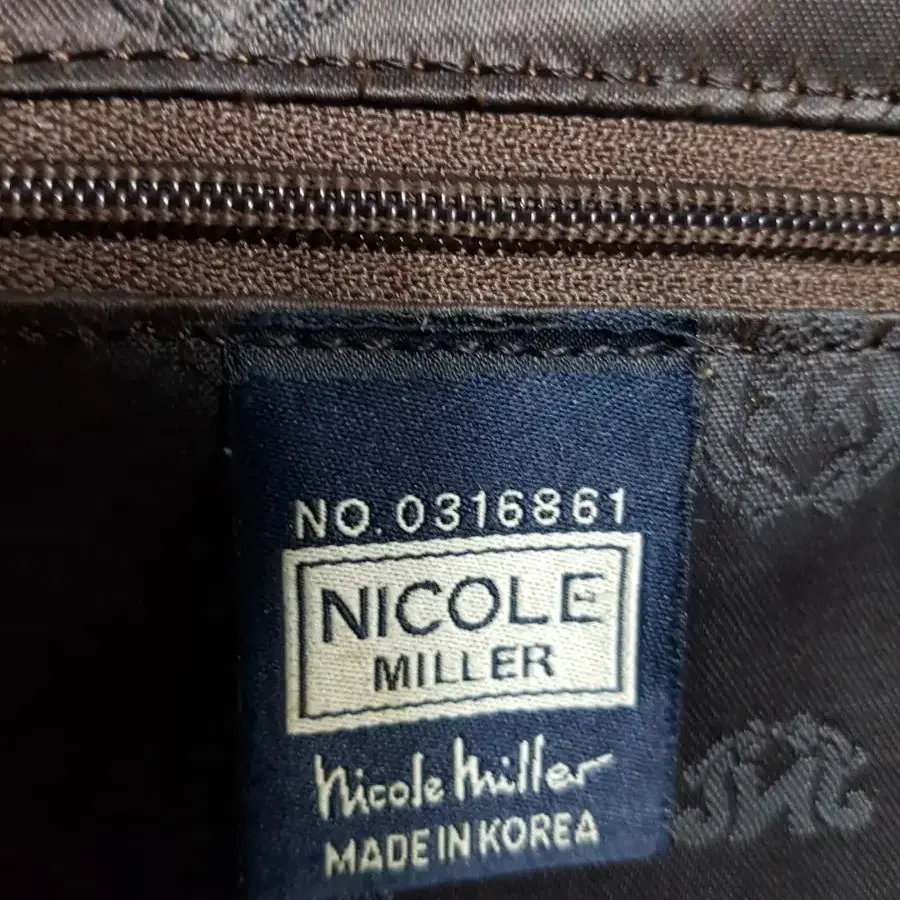 NO. 0316861
NICOLE
MILLER
Nicole Miller
MADE IN KOREA